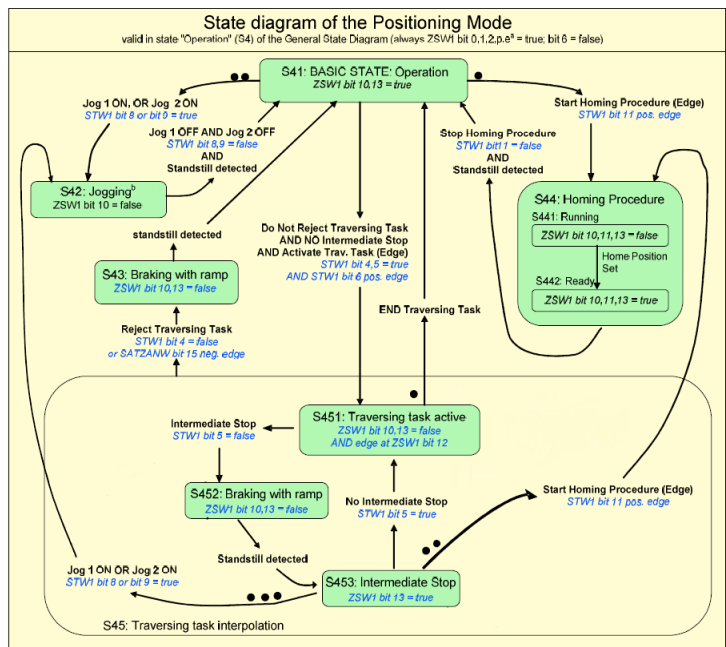 State diagram of the Positioning Mode
valid in state "Operation" (S4) of the General State Diagram (always ZSW1 bit 0,1,2,p.eª = true; bit 6 = false)
S41: BASIC STATE: Operation
ZSW1 bit 10,13 = true
Jog 1 ON, OR Jog 2 ON
STW1 bit 8 or bit 9 = true
Jog 1 OFF AND Jog 2 OFF
STW1 bit 8,9 = false
AND
Standstill detected
S42: Joggingᵇ
ZSW1 bit 10 = false
Start Homing Procedure (Edge)
STW1 bit 11 pos. edge
Stop Homing Procedure
STW1 bit11 = false
AND
Standstill detected
S44: Homing Procedure
S441: Running
ZSW1 bit 10,11,13 = false
Home Position
Set
S442: Ready
ZSW1 bit 10,11,13 = true
standstill detected
S43: Braking with ramp
ZSW1 bit 10,13 = false
Reject Traversing Task
STW1 bit 4 = false
or SATZANW bit 15 neg. edge
Do Not Reject Traversing Task
AND NO Intermediate Stop
AND Activate Trav. Task (Edge)
STW1 bit 4,5 = true
AND STW1 bit 6 pos. edge
END Traversing Task
S451: Traversing task active
ZSW1 bit 10,13 = false
AND edge at ZSW1 bit 12
Intermediate Stop
STW1 bit 5 = false
S452: Braking with ramp
ZSW1 bit 10,13 = false
No Intermediate Stop
STW1 bit 5 = true
Start Homing Procedure (Edge)
STW1 bit 11 pos. edge
Standstill detected
Jog 1 ON OR Jog 2 ON
STW1 bit 8 or bit 9 = true
S453: Intermediate Stop
ZSW1 bit 13 = true
S45: Traversing task interpolation